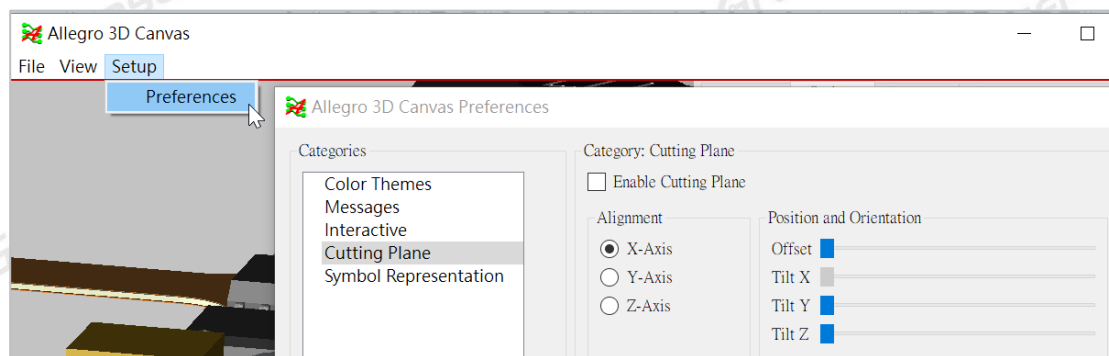 Allegro 3D Canvas
File View Setup
Preferences
Allegro 3D Canvas Preferences
Categories
Color Themes
Messages
Interactive
Cutting Plane
Symbol Representation
Category: Cutting Plane
Enable Cutting Plane
Alignment
X-Axis
Y-Axis
Z-Axis
Position and Orientation
Offset
Tilt X
Tilt Y
Tilt Z